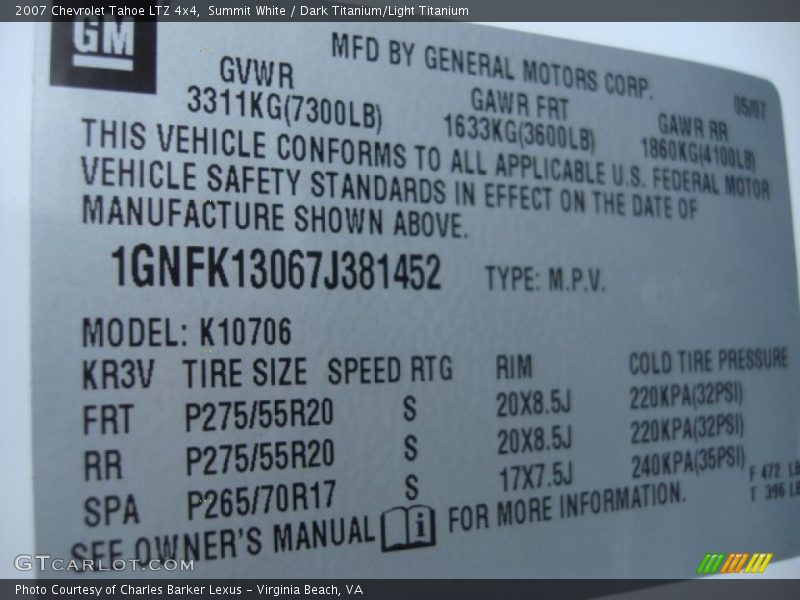 2007 Chevrolet Tahoe LTZ 4x4, Summit White / Dark Titanium/Light Titanium
GM
MFD BY GENERAL MOTORS CORP.
05/07
GVWR GAWR FRT GAWR RR
3311KG(7300LB) 1633KG(3600LB) 1860KG(4100LB)
THIS VEHICLE CONFORMS TO ALL APPLICABLE U.S. FEDERAL MOTOR
VEHICLE SAFETY STANDARDS IN EFFECT ON THE DATE OF
MANUFACTURE SHOWN ABOVE.
1GNFK13067J381452 TYPE: M.P.V.
MODEL: K10706
KR3V TIRE SIZE SPEED RTG RIM COLD TIRE PRESSURE
FRT P275/55R20 S 20X8.5J 220KPA(32PSI)
RR P275/55R20 S 20X8.5J 220KPA(32PSI)
SPA P265/70R17 S 17X7.5J 240KPA(35PSI)
F 472 LB
T 396 LB
SEE OWNER'S MANUAL i FOR MORE INFORMATION.
GTCARLOT.COM
Photo Courtesy of Charles Barker Lexus - Virginia Beach, VA